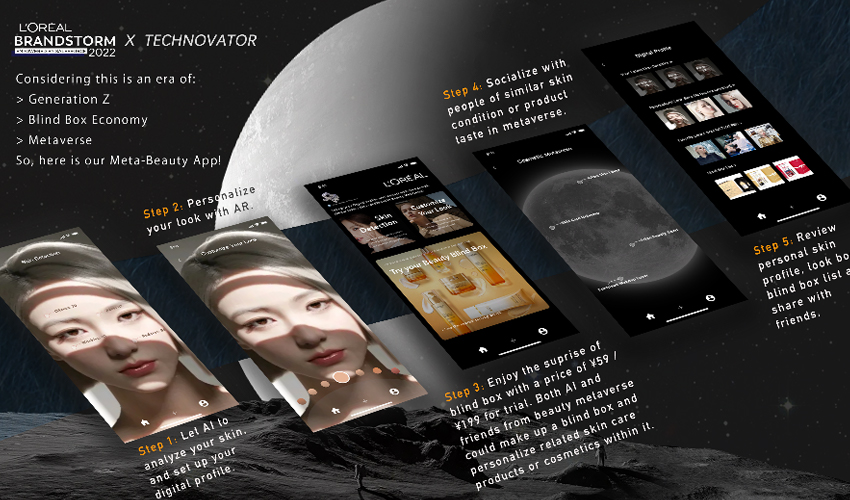 L'ORÉAL
BRANDSTORM
2022
X TECHNOVATOR
Considering this is an era of:
> Generation Z
> Blind Box Economy
> Metaverse
So, here is our Meta-Beauty App!
Step 1: Let AI to
analyze your skin,
and set up your
digital profile.
Skin Detection
Step 2: Personalize
your look with AR.
Customize Your Look
L'ORÉAL
Skin
Detection
Customize
Your Look
Try your Beauty Blind Box
Step 3: Enjoy the suprise of
blind box with a price of ¥59 /
¥199 for trial. Both AI and
friends from beauty metaverse
could make up a blind box and
personalize related skin care
products or cosmetics within it.
Step 4: Socialize with
people of similar skin
condition or product
taste in metaverse.
Cosmetic Metaverse
Digital Profile
Step 5: Review
personal skin
profile, look bo
blind box list a
share with
friends.